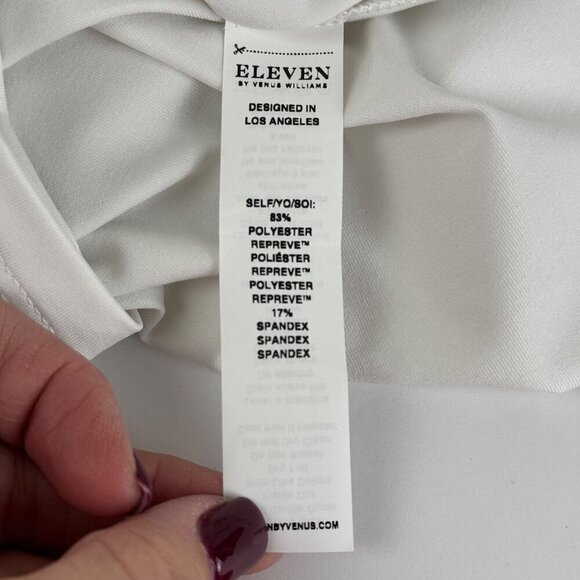 ELEVEN
BY VENUS WILLIAMS
DESIGNED IN
LOS ANGELES
SELF/YO/SOI:
83%
POLYESTER
REPREVE™
POLIÉSTER
REPREVE™
POLYESTER
REPREVE™
17%
SPANDEX
SPANDEX
SPANDEX
NBYVENUS.COM